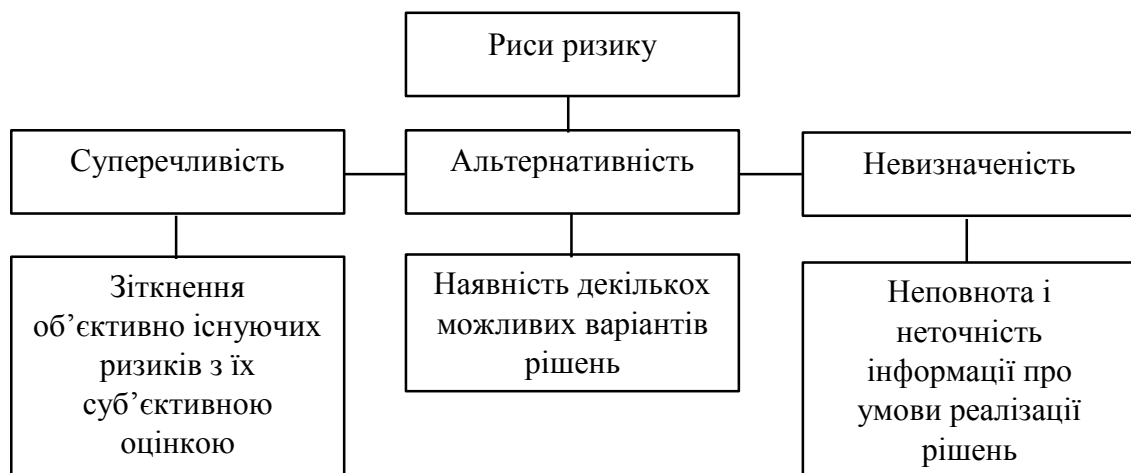 Риси ризику
Суперечливість
Альтернативність
Невизначеність
Зіткнення
об’єктивно існуючих
ризиків з їх
суб’єктивною
оцінкою
Наявність декількох
можливих варіантів
рішень
Неповнота і
неточність
інформації про
умови реалізації
рішень